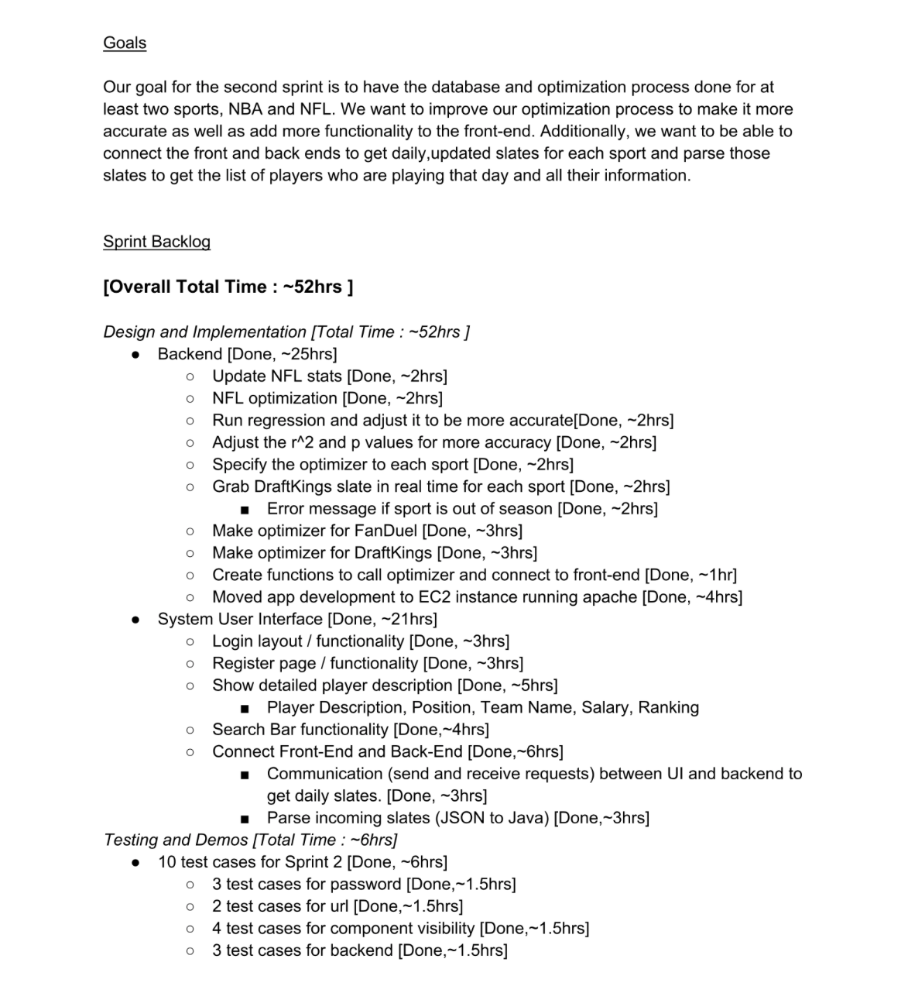 Goals
Our goal for the second sprint is to have the database and optimization process done for at
least two sports, NBA and NFL. We want to improve our optimization process to make it more
accurate as well as add more functionality to the front-end. Additionally, we want to be able to
connect the front and back ends to get daily,updated slates for each sport and parse those
slates to get the list of players who are playing that day and all their information.
Sprint Backlog
[Overall Total Time : ~52hrs ]
Design and Implementation [Total Time : ~52hrs ]
● Backend [Done, ~25hrs]
○ Update NFL stats [Done, ~2hrs]
○ NFL optimization [Done, ~2hrs]
○ Run regression and adjust it to be more accurate[Done, ~2hrs]
○ Adjust the r^2 and p values for more accuracy [Done, ~2hrs]
○ Specify the optimizer to each sport [Done, ~2hrs]
○ Grab DraftKings slate in real time for each sport [Done, ~2hrs]
■ Error message if sport is out of season [Done, ~2hrs]
○ Make optimizer for FanDuel [Done, ~3hrs]
○ Make optimizer for DraftKings [Done, ~3hrs]
○ Create functions to call optimizer and connect to front-end [Done, ~1hr]
○ Moved app development to EC2 instance running apache [Done, ~4hrs]
● System User Interface [Done, ~21hrs]
○ Login layout / functionality [Done, ~3hrs]
○ Register page / functionality [Done, ~3hrs]
○ Show detailed player description [Done, ~5hrs]
■ Player Description, Position, Team Name, Salary, Ranking
○ Search Bar functionality [Done,~4hrs]
○ Connect Front-End and Back-End [Done,~6hrs]
■ Communication (send and receive requests) between UI and backend to
get daily slates. [Done, ~3hrs]
■ Parse incoming slates (JSON to Java) [Done,~3hrs]
Testing and Demos [Total Time : ~6hrs]
● 10 test cases for Sprint 2 [Done, ~6hrs]
○ 3 test cases for password [Done,~1.5hrs]
○ 2 test cases for url [Done,~1.5hrs]
○ 4 test cases for component visibility [Done,~1.5hrs]
○ 3 test cases for backend [Done,~1.5hrs]